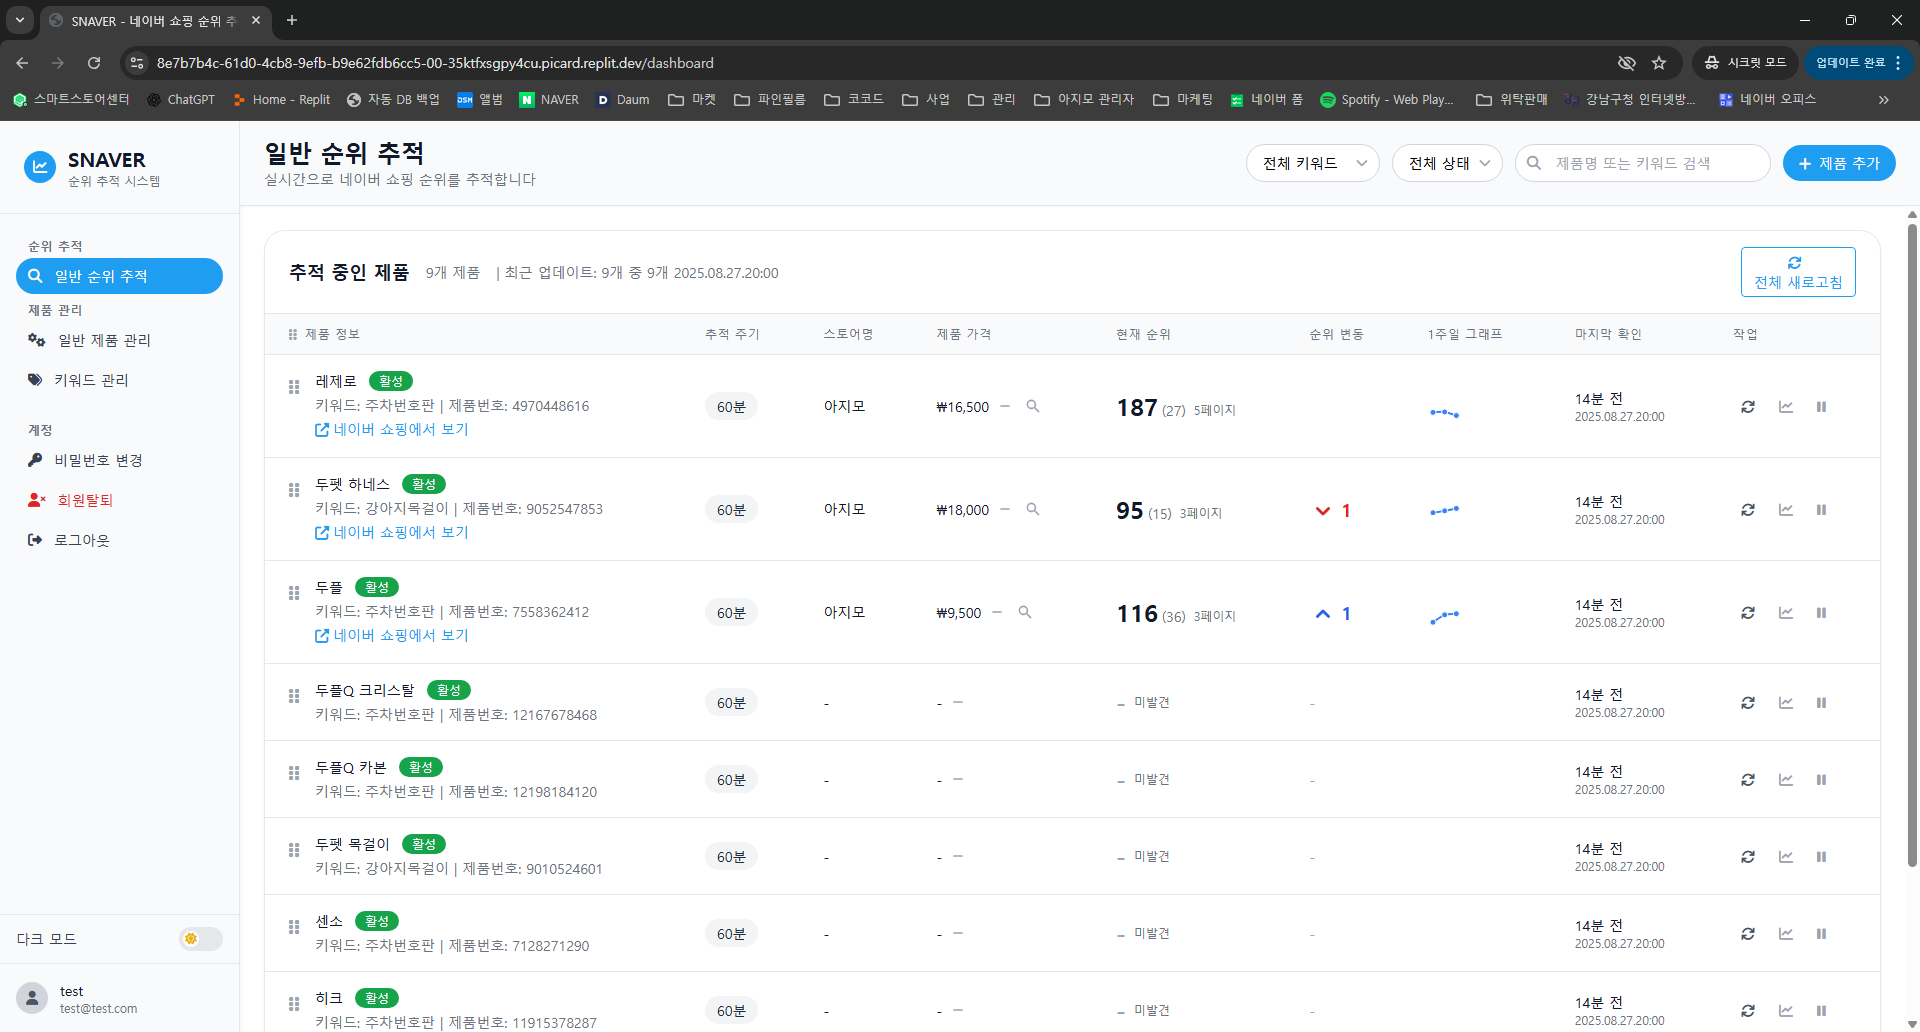 SNAVER - 네이버 쇼핑 순위 추
8e7b7b4c-61d0-4cb8-9efb-b9e62fdb6cc5-00-35ktfxsgpy4cu.picard.replit.dev/dashboard
시크릿 모드
업데이트 완료
스마트스토어센터 ChatGPT Home - Replit 자동 DB 백업 DSM 앨범 N NAVER D Daum 마켓 파인필름 코코드 사업 관리 아지모 관리자 마케팅 네이버 폼 Spotify - Web Play... 위탁판매 강남구청 인터넷방... 네이버 오피스 »
SNAVER
순위 추적 시스템
순위 추적
일반 순위 추적
제품 관리
일반 제품 관리
키워드 관리
계정
비밀번호 변경
회원탈퇴
로그아웃
다크 모드
test
test@test.com
일반 순위 추적
실시간으로 네이버 쇼핑 순위를 추적합니다
전체 키워드
전체 상태
제품명 또는 키워드 검색
+ 제품 추가
추적 중인 제품 9개 제품 | 최근 업데이트: 9개 중 9개 2025.08.27.20:00
전체 새로고침
제품 정보 추적 주기 스토어명 제품 가격 현재 순위 순위 변동 1주일 그래프 마지막 확인 작업
레제로 활성
키워드: 주차번호판 | 제품번호: 4970448616
네이버 쇼핑에서 보기
60분 아지모 ₩16,500 — 187 (27) 5페이지
14분 전
2025.08.27.20:00
두펫 하네스 활성
키워드: 강아지목걸이 | 제품번호: 9052547853
네이버 쇼핑에서 보기
60분 아지모 ₩18,000 — 95 (15) 3페이지 1
14분 전
2025.08.27.20:00
두플 활성
키워드: 주차번호판 | 제품번호: 7558362412
네이버 쇼핑에서 보기
60분 아지모 ₩9,500 — 116 (36) 3페이지 1
14분 전
2025.08.27.20:00
두플Q 크리스탈 활성
키워드: 주차번호판 | 제품번호: 12167678468
60분 - - — – 미발견 -
14분 전
2025.08.27.20:00
두플Q 카본 활성
키워드: 주차번호판 | 제품번호: 12198184120
60분 - - — – 미발견 -
14분 전
2025.08.27.20:00
두펫 목걸이 활성
키워드: 강아지목걸이 | 제품번호: 9010524601
60분 - - — – 미발견 -
14분 전
2025.08.27.20:00
센소 활성
키워드: 주차번호판 | 제품번호: 7128271290
60분 - - — – 미발견 -
14분 전
2025.08.27.20:00
히크 활성
키워드: 주차번호판 | 제품번호: 11915378287
60분 - - — – 미발견 -
14분 전
2025.08.27.20:00